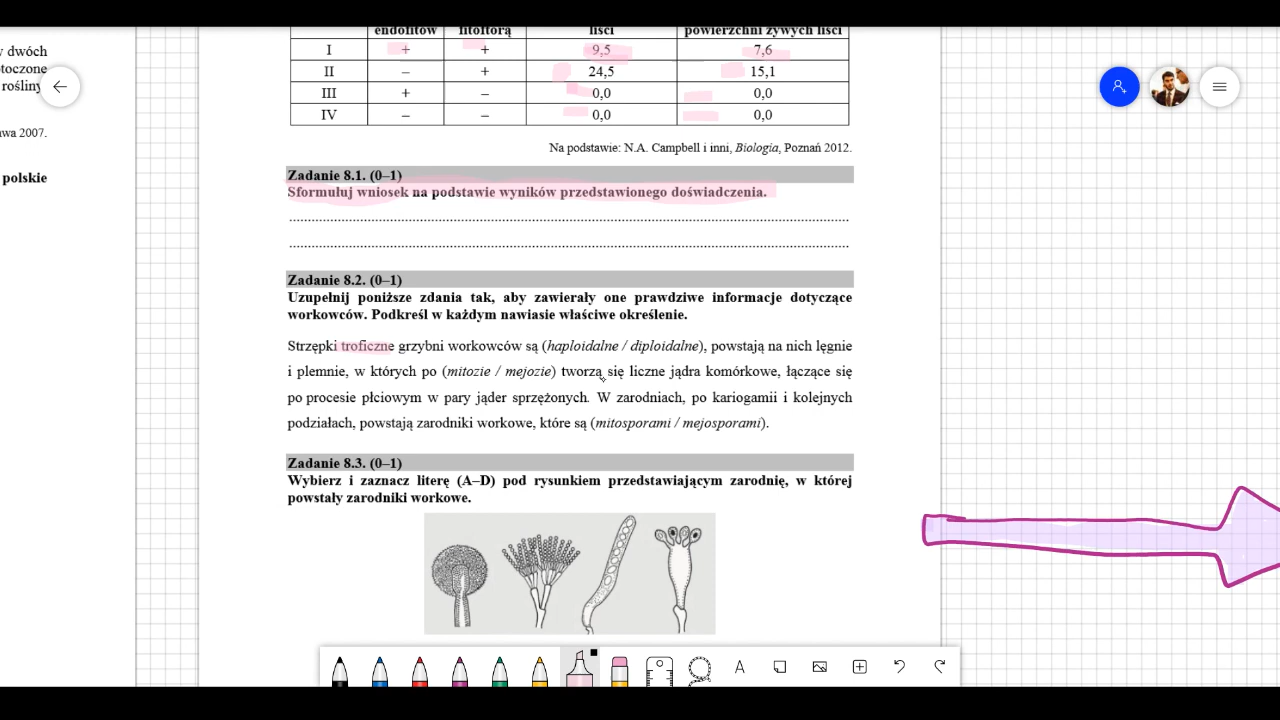 w dwóch
toczone
rośliny
wa 2007.
polskie
endofitów fitoftorą liści powierzchni żywych liści
I + + 9,5 7,6
II – + 24,5 15,1
III + – 0,0 0,0
IV – – 0,0 0,0
Na podstawie: N.A. Campbell i inni, Biologia, Poznań 2012.
Zadanie 8.1. (0–1)
Sformułuj wniosek na podstawie wyników przedstawionego doświadczenia.
Zadanie 8.2. (0–1)
Uzupełnij poniższe zdania tak, aby zawierały one prawdziwe informacje dotyczące
workowców. Podkreśl w każdym nawiasie właściwe określenie.
Strzępki troficzne grzybni workowców są (haploidalne / diploidalne), powstają na nich lęgnie
i plemnie, w których po (mitozie / mejozie) tworzą się liczne jądra komórkowe, łączące się
po procesie płciowym w pary jąder sprzężonych. W zarodniach, po kariogamii i kolejnych
podziałach, powstają zarodniki workowe, które są (mitosporami / mejosporami).
Zadanie 8.3. (0–1)
Wybierz i zaznacz literę (A–D) pod rysunkiem przedstawiającym zarodnię, w której
powstały zarodniki workowe.
A